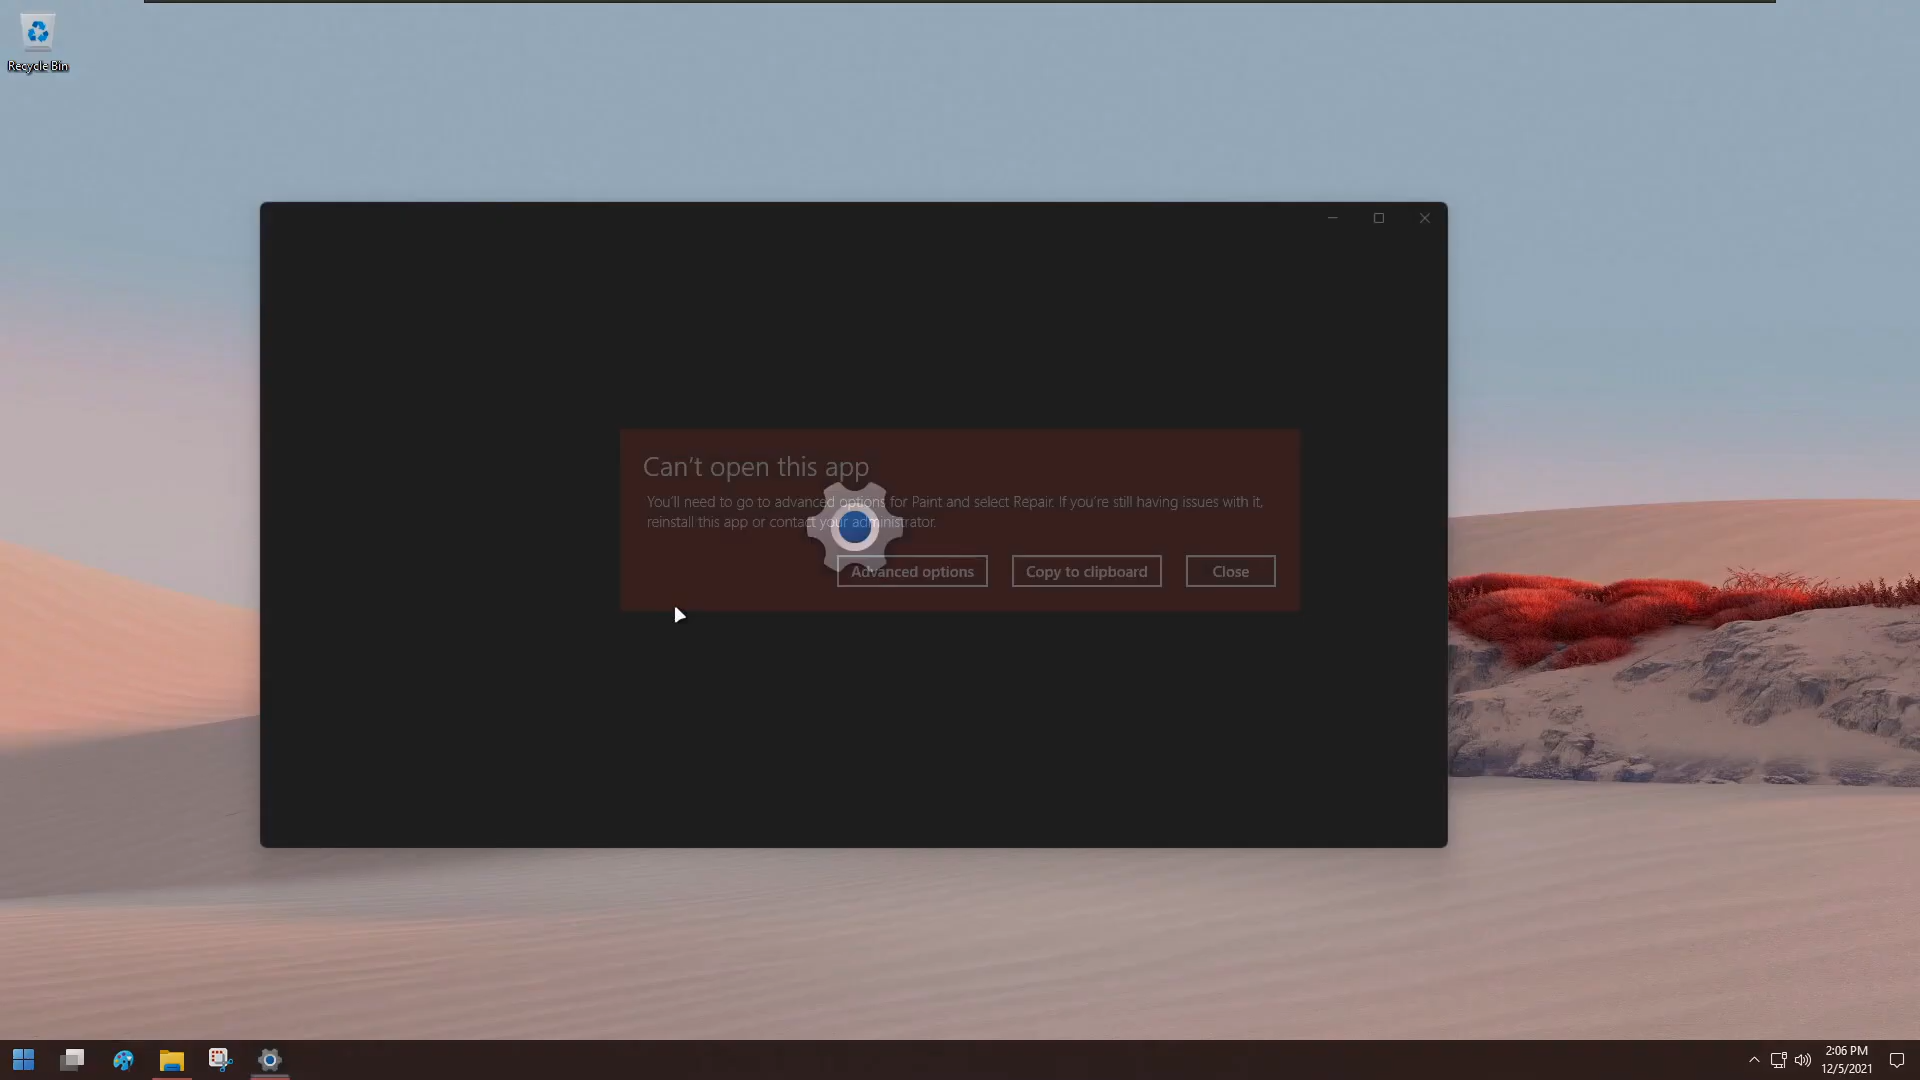 Recycle Bin
Can't open this app
You'll need to go to advanced options for Paint and select Repair. If you're still having issues with it,
reinstall this app or contact your administrator.
Advanced options
Copy to clipboard
Close
2:06 PM
12/5/2021